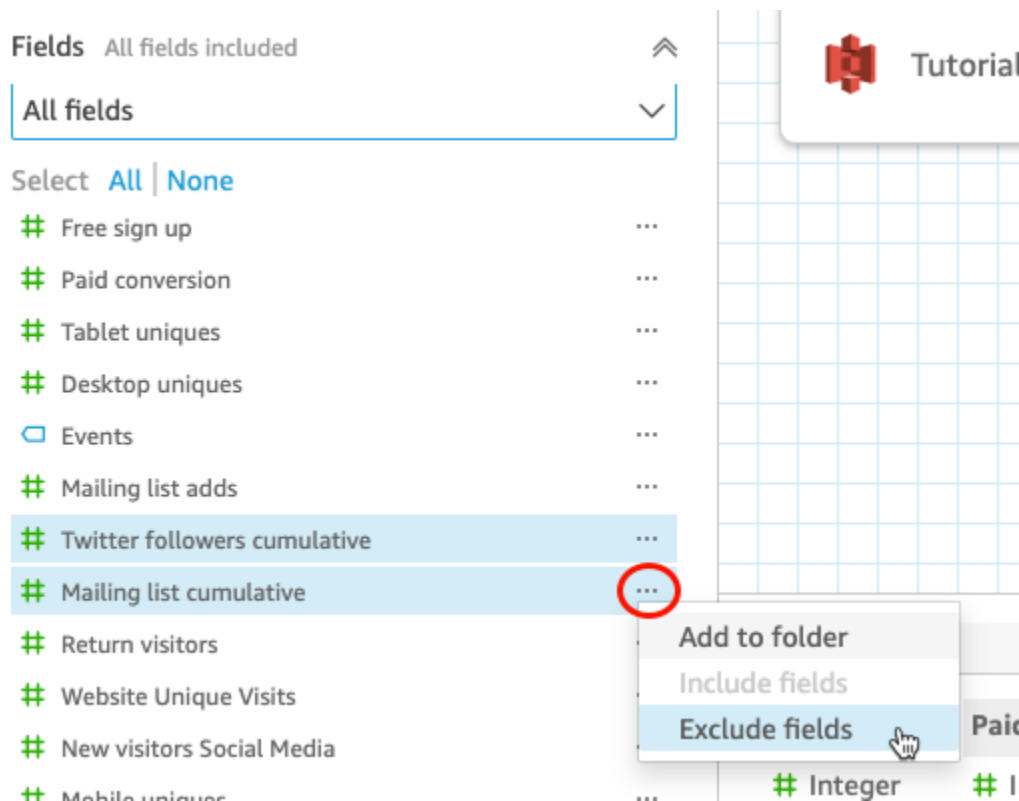 Fields All fields included
Tutorial
All fields
Select All None
Free sign up
Paid conversion
Tablet uniques
Desktop uniques
Events
Mailing list adds
Twitter followers cumulative
Mailing list cumulative
Return visitors
Website Unique Visits
New visitors Social Media
Mobile uniques
Add to folder
Include fields
Exclude fields
Integer